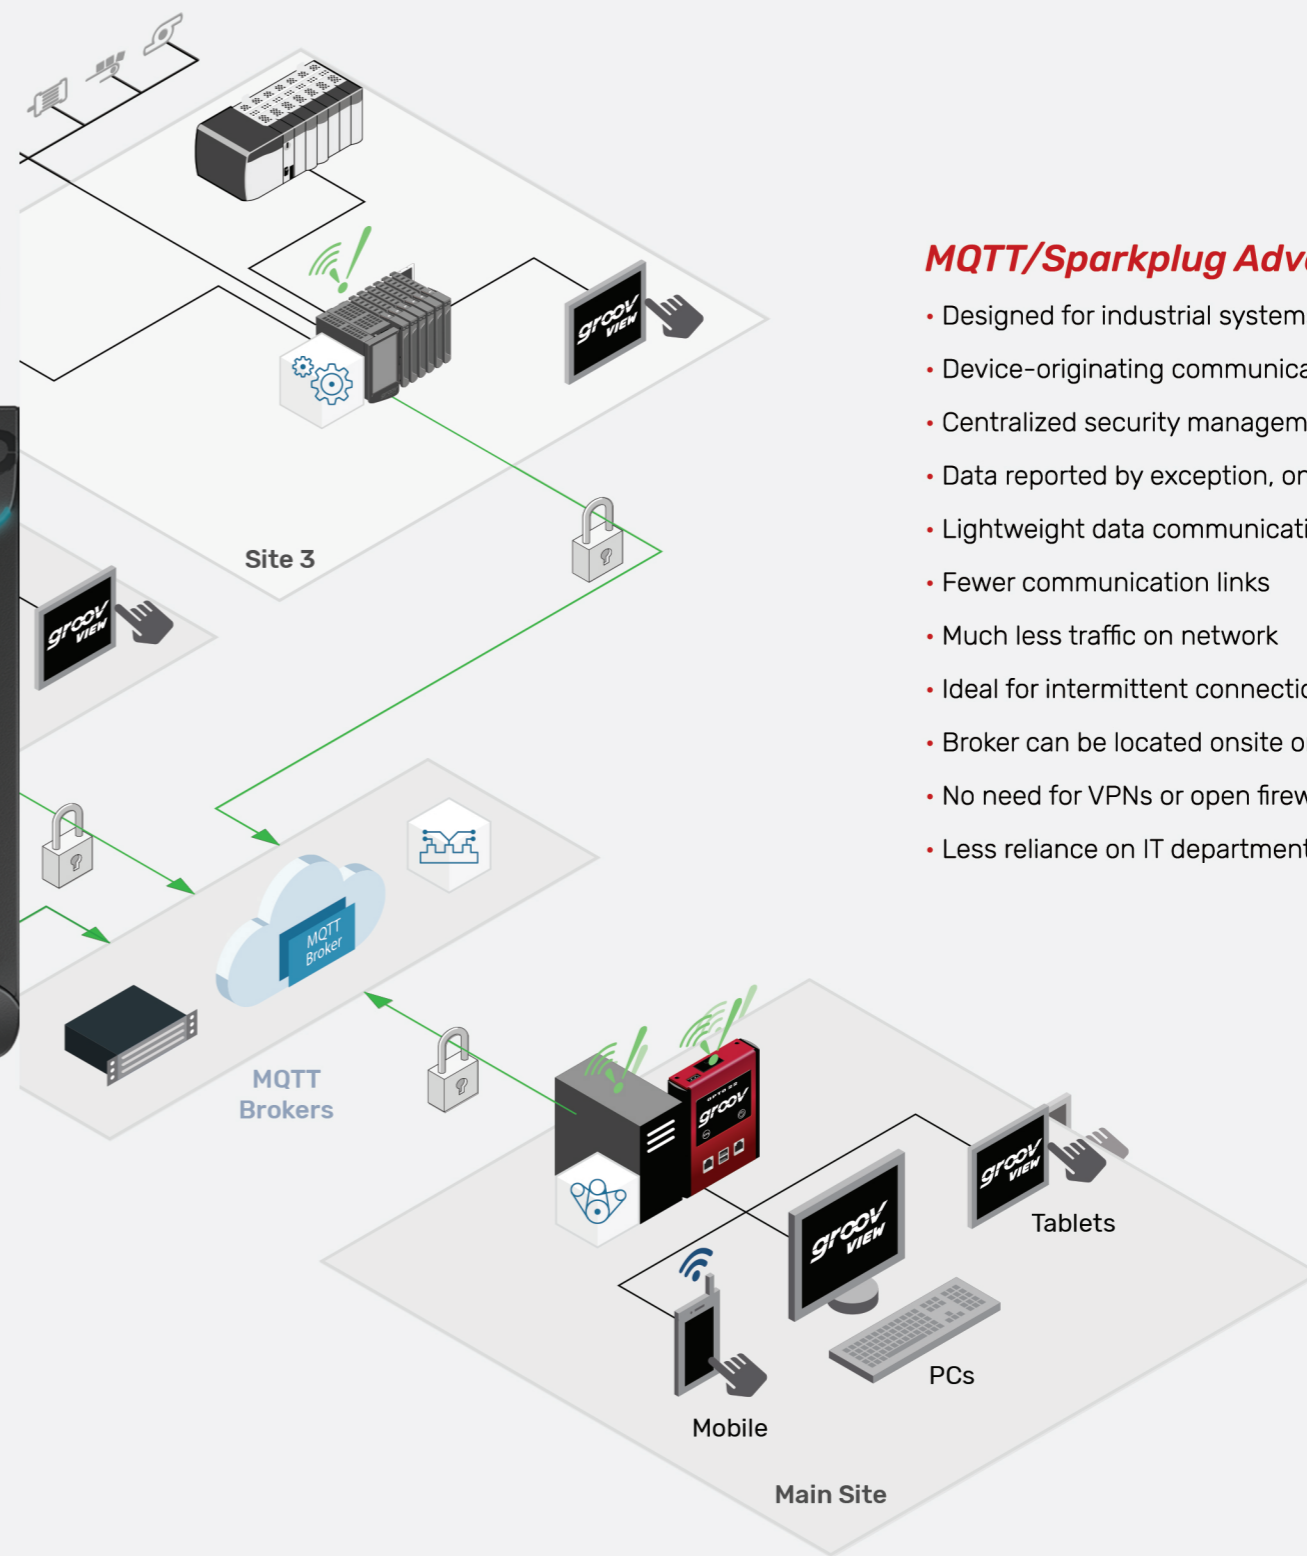 MQTT/Sparkplug Adv
• Designed for industrial system
• Device-originating communica
• Centralized security managem
• Data reported by exception, on
• Lightweight data communicati
• Fewer communication links
• Much less traffic on network
• Ideal for intermittent connectio
• Broker can be located onsite o
• No need for VPNs or open firew
• Less reliance on IT department
groov
VIEW
Site 3
groov
VIEW
MQTT
Broker
MQTT
Brokers
OPTO 22
groov
groov
VIEW
groov
VIEW
Tablets
PCs
Mobile
Main Site